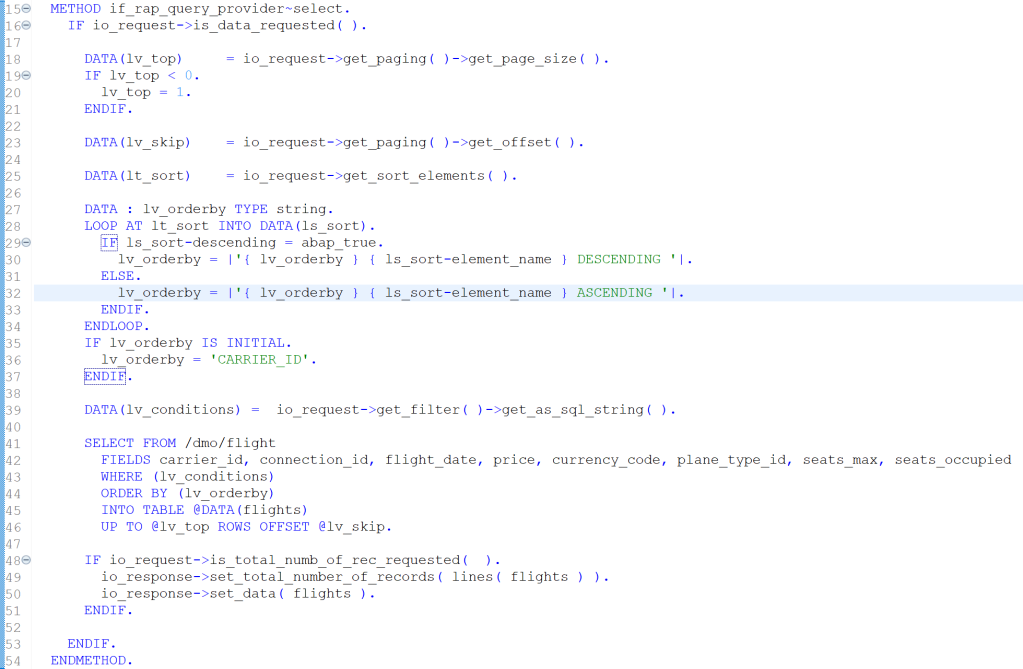 15 METHOD if_rap_query_provider~select.
16 IF io_request->is_data_requested( ).
17
18 DATA(lv_top) = io_request->get_paging( )->get_page_size( ).
19 IF lv_top < 0.
20 lv_top = 1.
21 ENDIF.
22
23 DATA(lv_skip) = io_request->get_paging( )->get_offset( ).
24
25 DATA(lt_sort) = io_request->get_sort_elements( ).
26
27 DATA : lv_orderby TYPE string.
28 LOOP AT lt_sort INTO DATA(ls_sort).
29 IF ls_sort-descending = abap_true.
30 lv_orderby = |'{ lv_orderby } { ls_sort-element_name } DESCENDING '|.
31 ELSE.
32 lv_orderby = |'{ lv_orderby } { ls_sort-element_name } ASCENDING '|.
33 ENDIF.
34 ENDLOOP.
35 IF lv_orderby IS INITIAL.
36 lv_orderby = 'CARRIER_ID'.
37 ENDIF.
38
39 DATA(lv_conditions) = io_request->get_filter( )->get_as_sql_string( ).
40
41 SELECT FROM /dmo/flight
42 FIELDS carrier_id, connection_id, flight_date, price, currency_code, plane_type_id, seats_max, seats_occupied
43 WHERE (lv_conditions)
44 ORDER BY (lv_orderby)
45 INTO TABLE @DATA(flights)
46 UP TO @lv_top ROWS OFFSET @lv_skip.
47
48 IF io_request->is_total_numb_of_rec_requested( ).
49 io_response->set_total_number_of_records( lines( flights ) ).
50 io_response->set_data( flights ).
51 ENDIF.
52
53 ENDIF.
54 ENDMETHOD.